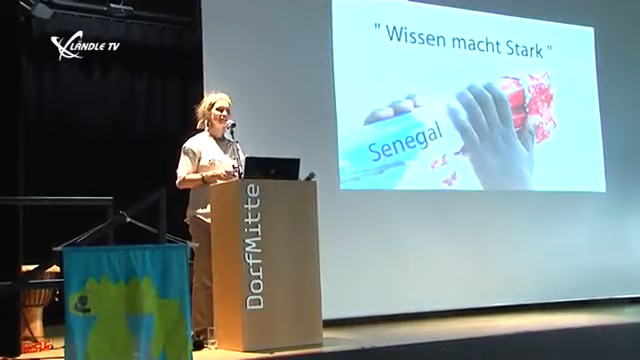 LÄNDLE TV
" Wissen macht Stark "
Senegal
DorfMitte